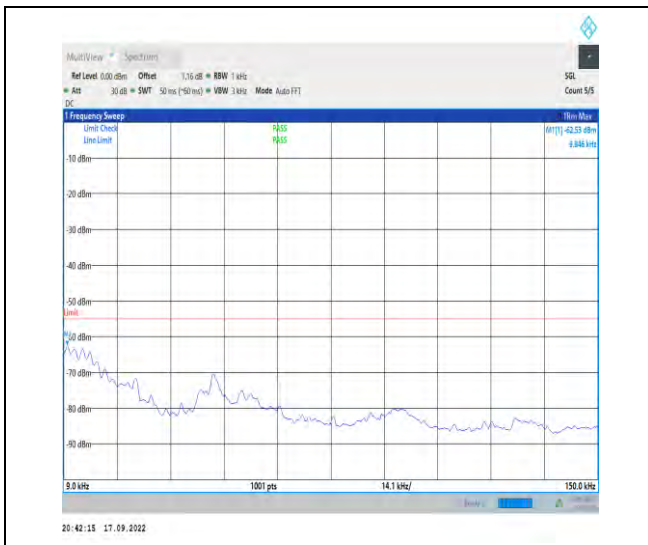 MultiView Spectrum
Ref Level 0.00 dBm Offset 1.16 dB RBW 1 kHz SGL
Att 30 dB SWT 50 ms (~50 ms) VBW 3 kHz Mode Auto FFT Count 5/5
DC
1 Frequency Sweep 1Rm Max
Limit Check PASS M1[1] -62.53 dBm
Line Limit PASS 9.846 kHz
-10 dBm
-20 dBm
-30 dBm
-40 dBm
-50 dBm
Limit
M1
-60 dBm
-70 dBm
-80 dBm
-90 dBm
9.0 kHz 1001 pts 14.1 kHz/ 150.0 kHz
20:42:15 17.09.2022